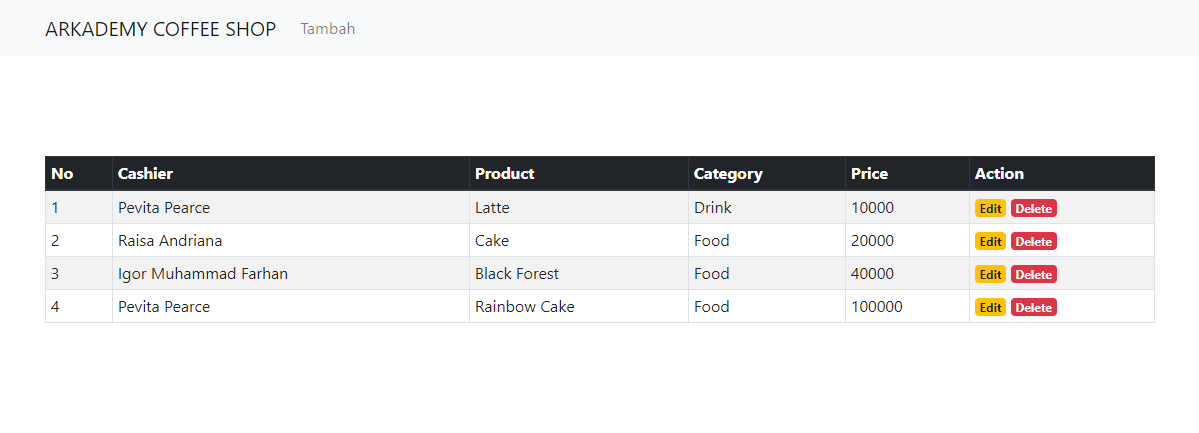 ARKADEMY COFFEE SHOP Tambah
No Cashier Product Category Price Action
1 Pevita Pearce Latte Drink 10000 Edit Delete
2 Raisa Andriana Cake Food 20000 Edit Delete
3 Igor Muhammad Farhan Black Forest Food 40000 Edit Delete
4 Pevita Pearce Rainbow Cake Food 100000 Edit Delete